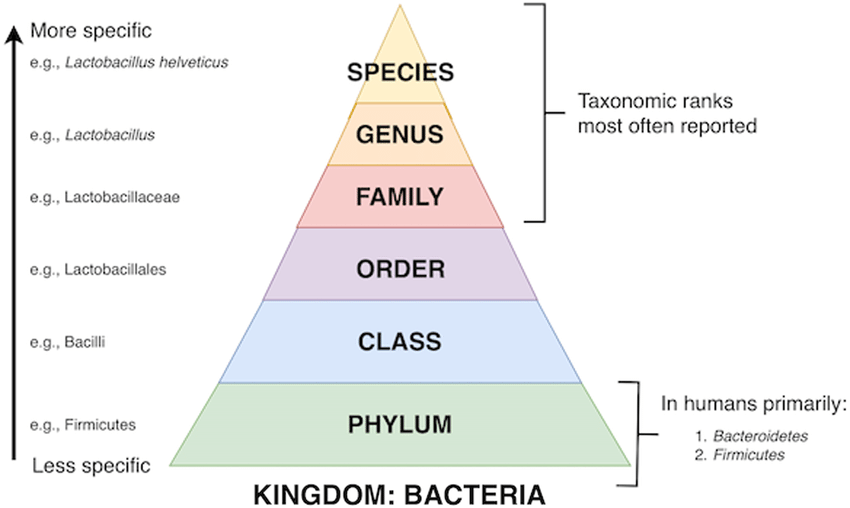 More specific
e.g., Lactobacillus helveticus
SPECIES
Taxonomic ranks
most often reported
e.g., Lactobacillus
GENUS
e.g., Lactobacillaceae
FAMILY
e.g., Lactobacillales
ORDER
e.g., Bacilli
CLASS
e.g., Firmicutes
PHYLUM
In humans primarily:
1. Bacteroidetes
2. Firmicutes
Less specific
KINGDOM: BACTERIA